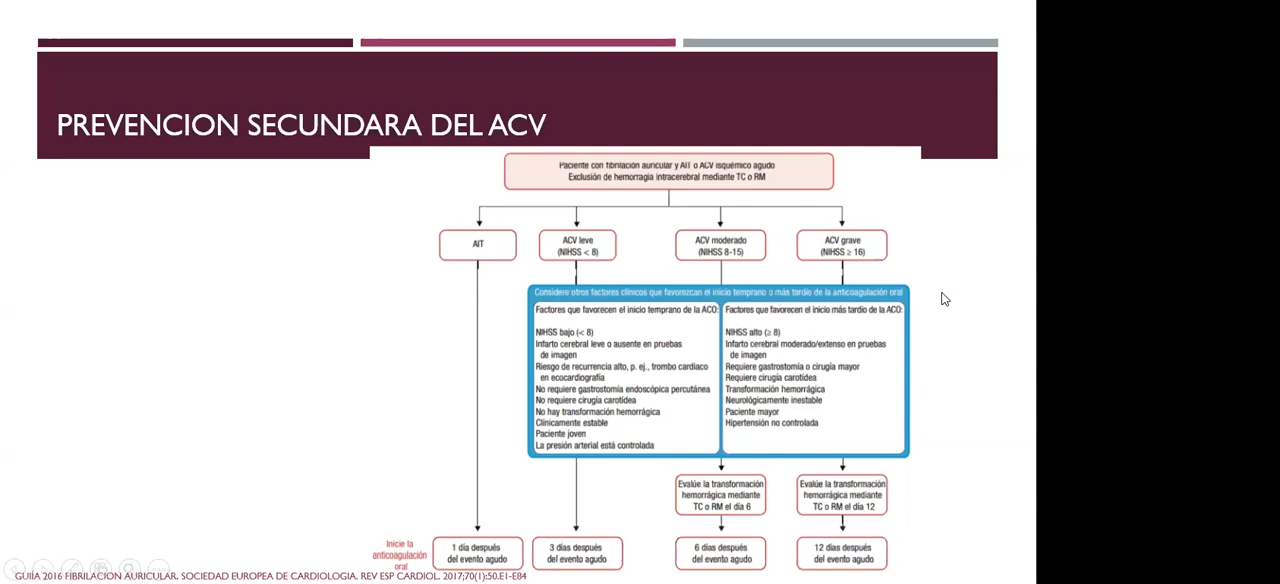 PREVENCION SECUNDARA DEL ACV
Paciente con fibrilación auricular y AIT o ACV isquémico agudo
Exclusión de hemorragia intracerebral mediante TC o RM
AIT
ACV leve
(NIHSS < 8)
ACV moderado
(NIHSS 8-15)
ACV grave
(NIHSS ≥ 16)
Considere otros factores clínicos que favorezcan el inicio temprano o más tardío de la anticoagulación oral
Factores que favorecen el inicio temprano de la ACO:
NIHSS bajo (< 8)
Infarto cerebral leve o ausente en pruebas
de imagen
Riesgo de recurrencia alto, p. ej., trombo cardiaco
en ecocardiografía
No requiere gastrostomía endoscópica percutánea
No requiere cirugía carotídea
No hay transformación hemorrágica
Clínicamente estable
Paciente joven
La presión arterial está controlada
Factores que favorecen el inicio más tardío de la ACO:
NIHSS alto (≥ 8)
Infarto cerebral moderado/extenso en pruebas
de imagen
Requiere gastrostomía o cirugía mayor
Requiere cirugía carotídea
Transformación hemorrágica
Neurológicamente inestable
Paciente mayor
Hipertensión no controlada
Evalúe la transformación
hemorrágica mediante
TC o RM el día 6
Evalúe la transformación
hemorrágica mediante
TC o RM el día 12
Inicie la
anticoagulación
oral
1 día después
del evento agudo
3 días después
del evento agudo
6 días después
del evento agudo
12 días después
del evento agudo
GUIIA 2016 FIBRILACION AURICULAR. SOCIEDAD EUROPEA DE CARDIOLOGIA. REV ESP CARDIOL. 2017;70(1):50.E1-E84